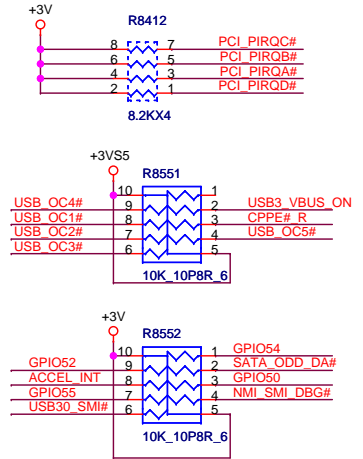 +3V
R8412
8 7 PCI_PIRQC#
6 5 PCI_PIRQB#
4 3 PCI_PIRQA#
2 1 PCI_PIRQD#
8.2KX4
+3VS5
R8551
10 1
USB_OC4# 9 2 USB3_VBUS_ON
USB_OC1# 8 3 CPPE#_R
USB_OC2# 7 4 USB_OC5#
USB_OC3# 6 5
10K_10P8R_6
+3V
R8552
10 1 GPIO54
GPIO52 9 2 SATA_ODD_DA#
ACCEL_INT 8 3 GPIO50
GPIO55 7 4 NMI_SMI_DBG#
USB30_SMI# 6 5
10K_10P8R_6